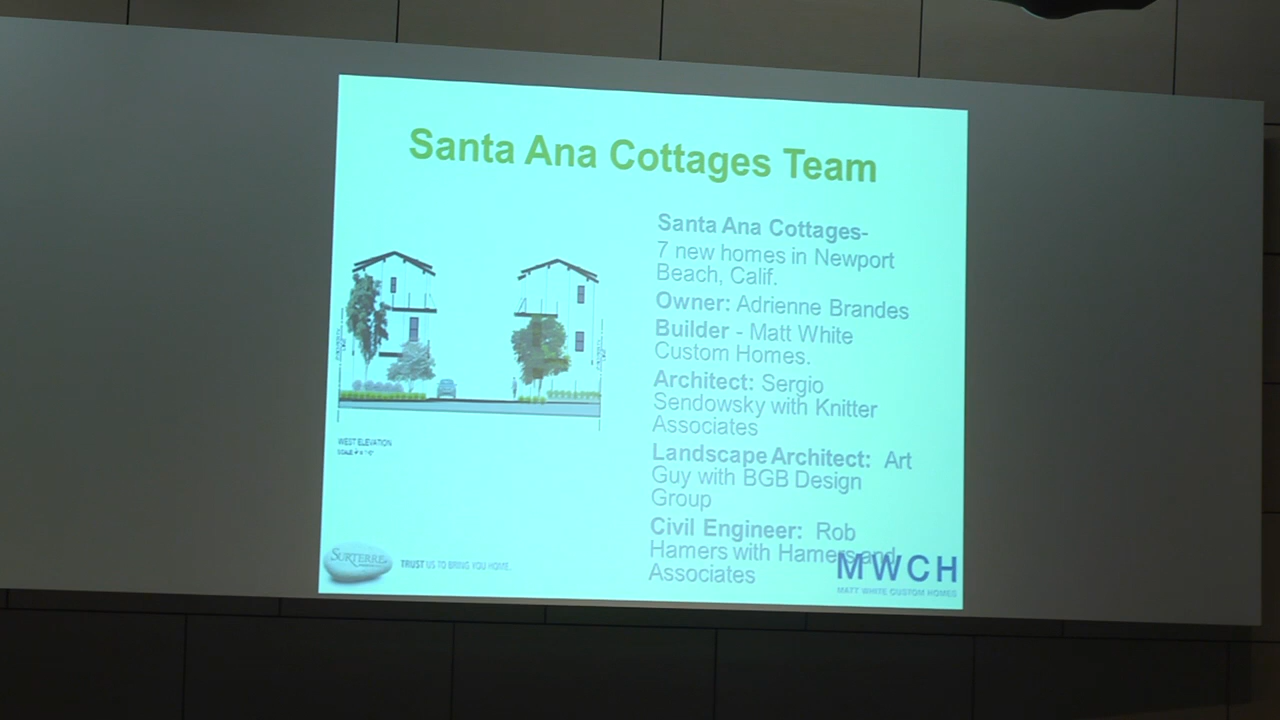 Santa Ana Cottages Team
Santa Ana Cottages-
7 new homes in Newport
Beach, Calif.
Owner: Adrienne Brandes
Builder - Matt White
Custom Homes.
Architect: Sergio
Sendowsky with Knitter
Associates
Landscape Architect: Art
Guy with BGB Design
Group
Civil Engineer: Rob
Hamers with Hamers and
Associates
WEST ELEVATION
SCALE
SURTERRE
TRUST US TO BRING YOU HOME.
MWCH
MATT WHITE CUSTOM HOMES